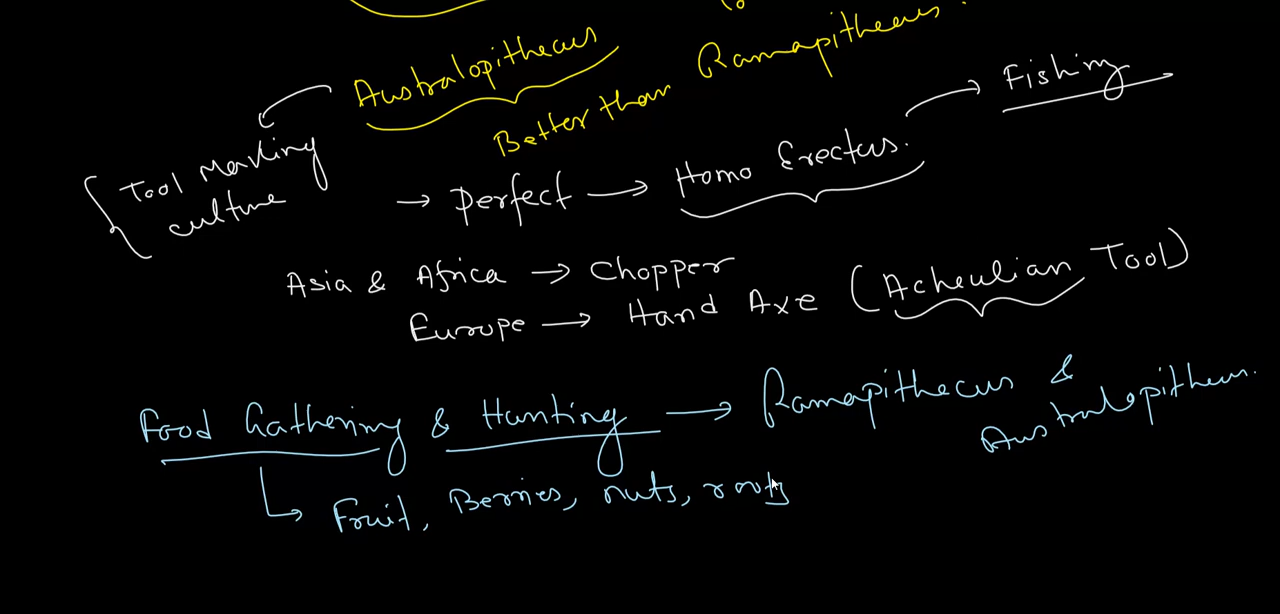 Australopithecus
Better than Ramapithecus.
Fishing
Tool Making
culture
→ Perfect → Homo Erectus.
Asia & Africa → Chopper
Europe → Hand Axe (Acheulian Tool)
Food Gathering & Hunting → Ramapithecus &
Australopithecus.
Fruit, Berries, nuts, roots